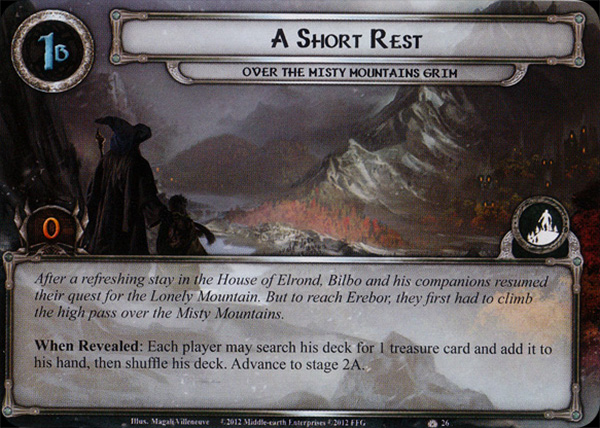 1B
A Short Rest
Over the Misty Mountains Grim
0
After a refreshing stay in the House of Elrond, Bilbo and his companions resumed
their quest for the Lonely Mountain. But to reach Erebor, they first had to climb
the high pass over the Misty Mountains.
When Revealed: Each player may search his deck for 1 treasure card and add it to
his hand, then shuffle his deck. Advance to stage 2A.
Illus. Magali Villeneuve ©2012 Middle-earth Enterprises ©2012 FFG 26